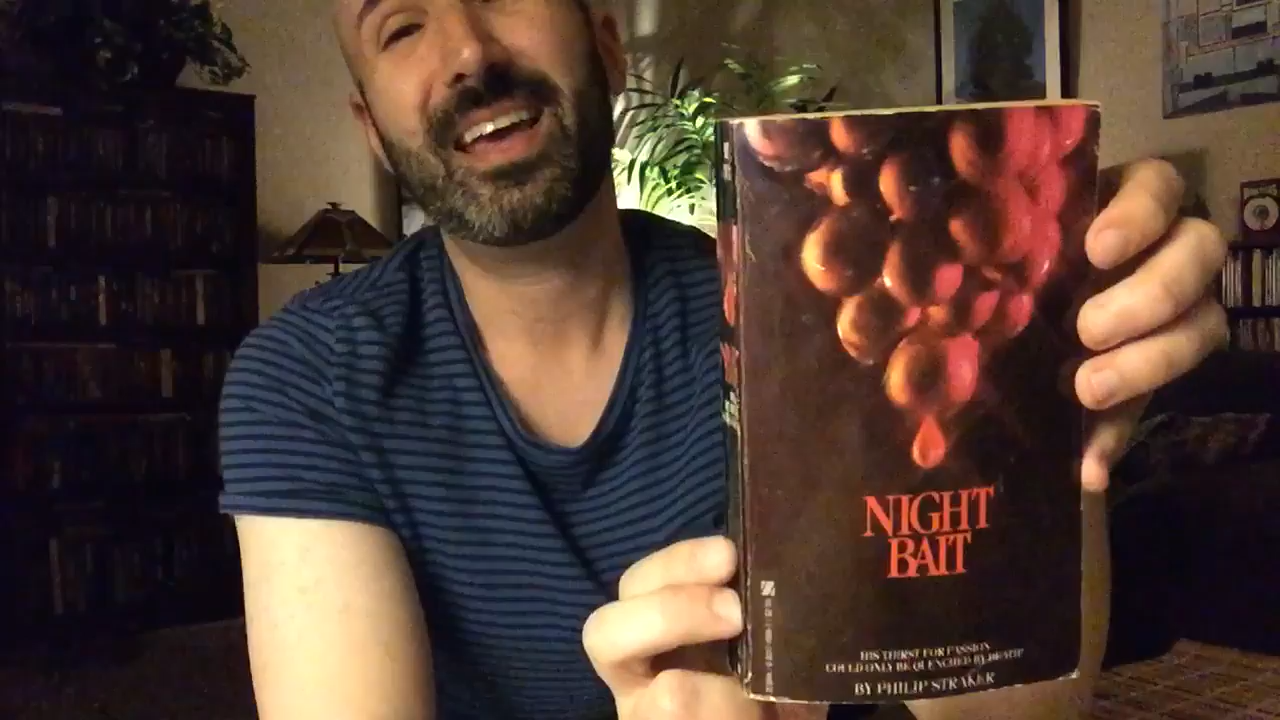 NIGHT
BAIT
HIS THIRST FOR PASSION
COULD ONLY BE QUENCHED BY DEATH!
BY PHILIP STRAKER